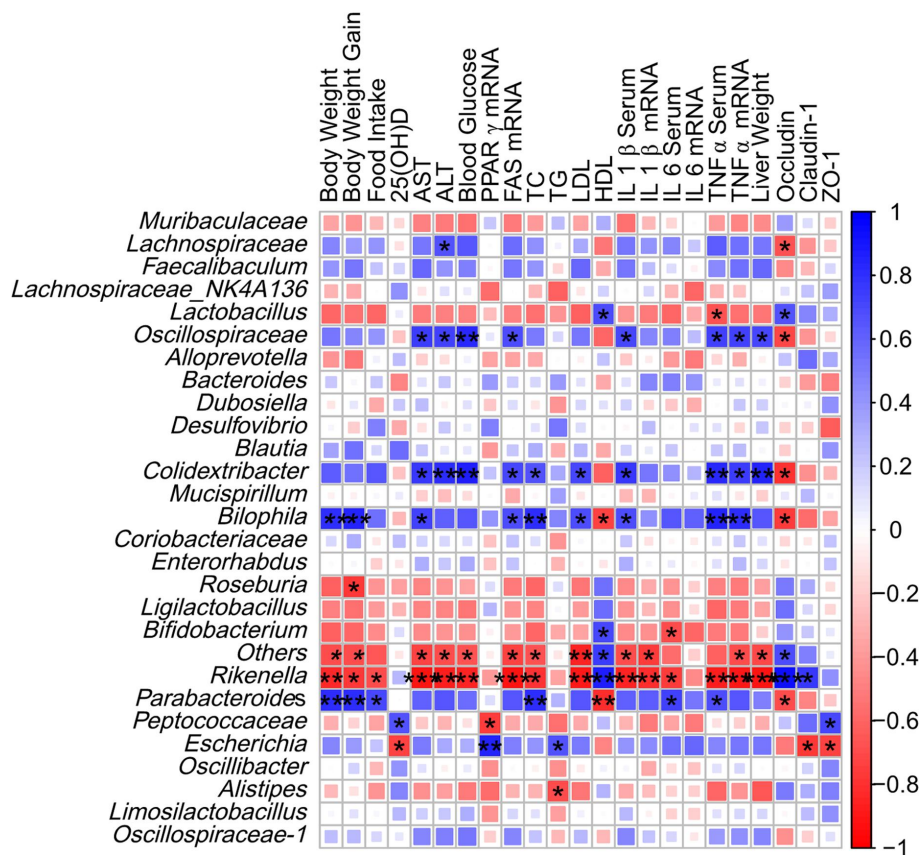 Body Weight
Body Weight Gain
Food Intake
25(OH)D
AST
ALT
Blood Glucose
PPAR γ mRNA
FAS mRNA
TC
TG
LDL
HDL
IL 1 β Serum
IL 1 β mRNA
IL 6 Serum
IL 6 mRNA
TNF α Serum
TNF α mRNA
Liver Weight
Occludin
Claudin-1
ZO-1
Muribaculaceae
Lachnospiraceae
Faecalibaculum
Lachnospiraceae_NK4A136
Lactobacillus
Oscillospiraceae
Alloprevotella
Bacteroides
Dubosiella
Desulfovibrio
Blautia
Colidextribacter
Mucispirillum
Bilophila
Coriobacteriaceae
Enterorhabdus
Roseburia
Ligilactobacillus
Bifidobacterium
Others
Rikenella
Parabacteroides
Peptococcaceae
Escherichia
Oscillibacter
Alistipes
Limosilactobacillus
Oscillospiraceae-1
1
0.8
0.6
0.4
0.2
0
-0.2
-0.4
-0.6
-0.8
−1